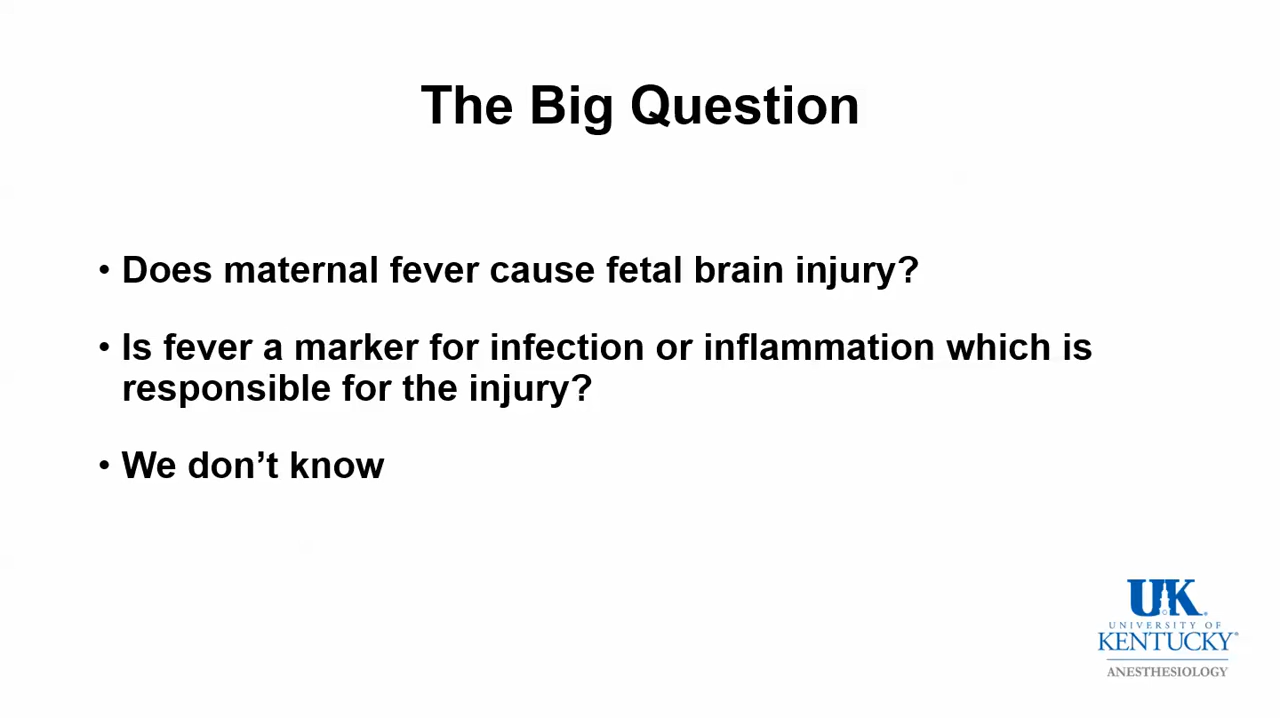 The Big Question
• Does maternal fever cause fetal brain injury?
• Is fever a marker for infection or inflammation which is
responsible for the injury?
• We don’t know
UK
UNIVERSITY OF
KENTUCKY®
ANESTHESIOLOGY